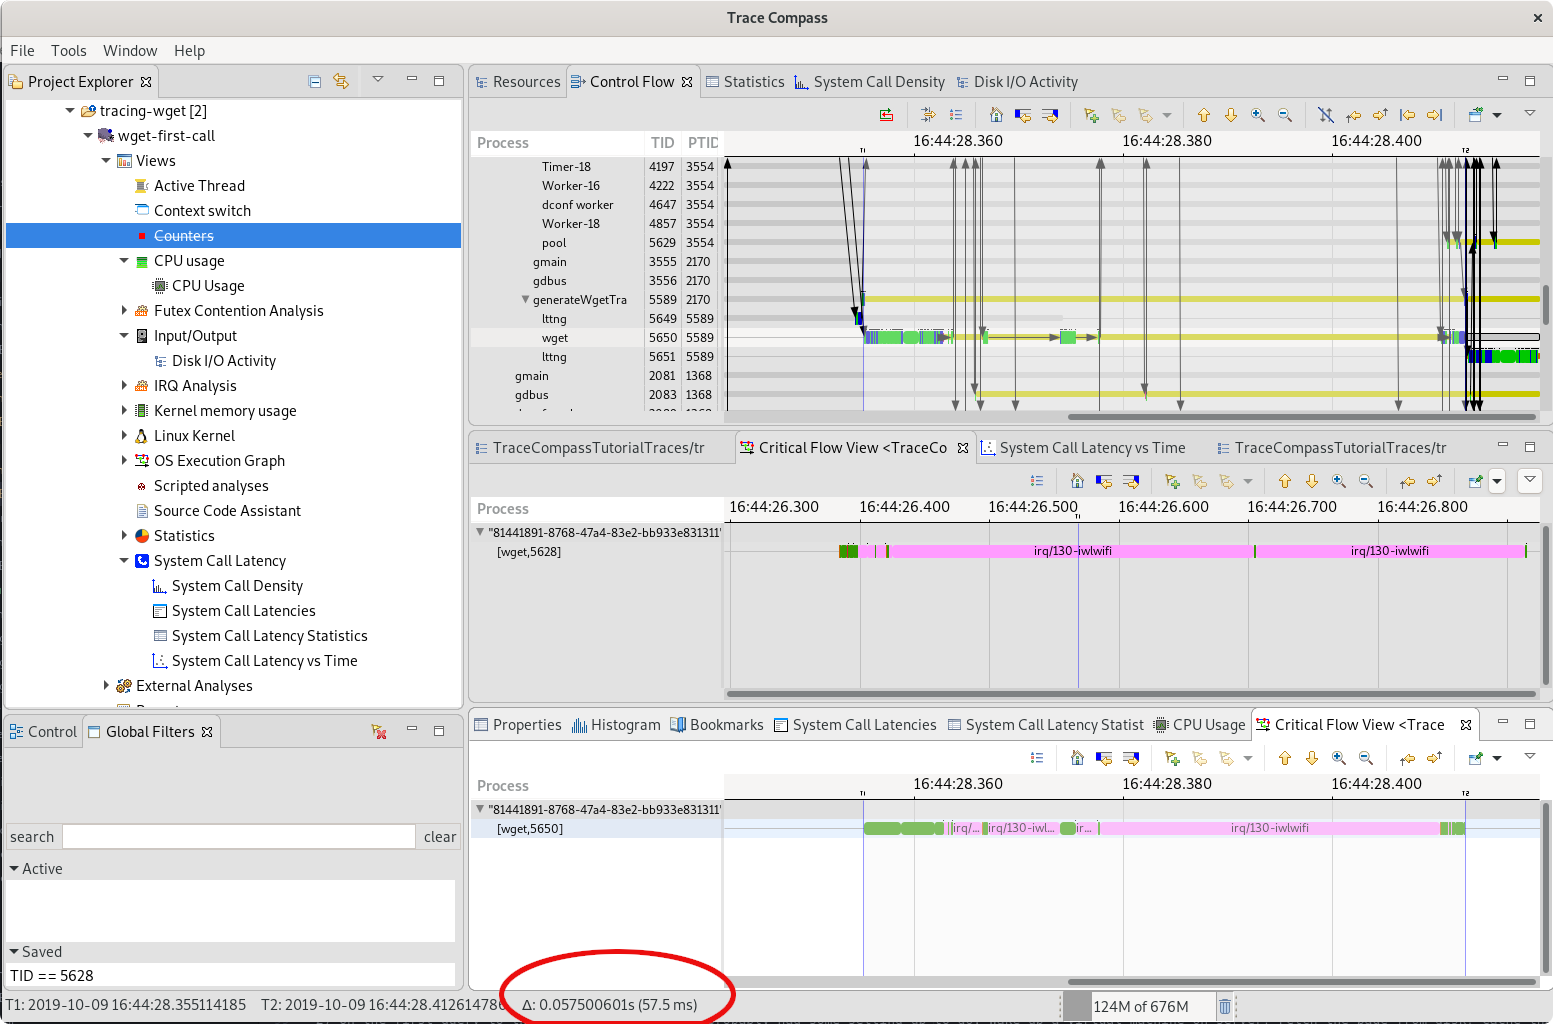 Trace Compass
File Tools Window Help
Project Explorer
tracing-wget [2]
wget-first-call
Views
Active Thread
Context switch
Counters
CPU usage
CPU Usage
Futex Contention Analysis
Input/Output
Disk I/O Activity
IRQ Analysis
Kernel memory usage
Linux Kernel
OS Execution Graph
Scripted analyses
Source Code Assistant
Statistics
System Call Latency
System Call Density
System Call Latencies
System Call Latency Statistics
System Call Latency vs Time
External Analyses
Control Global Filters
search clear
Active
Saved
TID == 5628
Resources Control Flow Statistics System Call Density Disk I/O Activity
Process TID PTID 16:44:28.360 16:44:28.380 16:44:28.400
T1 T2
Timer-18 4197 3554
Worker-16 4222 3554
dconf worker 4647 3554
Worker-18 4857 3554
pool 5629 3554
gmain 3555 2170
gdbus 3556 2170
generateWgetTra 5589 2170
lttng 5649 5589
wget 5650 5589
lttng 5651 5589
gmain 2081 1368
gdbus 2083 1368
TraceCompassTutorialTraces/tr Critical Flow View <TraceCo System Call Latency vs Time TraceCompassTutorialTraces/tr
Process 16:44:26.300 16:44:26.400 16:44:26.500 16:44:26.600 16:44:26.700 16:44:26.800
"81441891-8768-47a4-83e2-bb933e831311"
[wget,5628] irq/130-iwlwifi irq/130-iwlwifi
Properties Histogram Bookmarks System Call Latencies System Call Latency Statist CPU Usage Critical Flow View <Trace
Process 16:44:28.360 16:44:28.380 16:44:28.400
T1 T2
"81441891-8768-47a4-83e2-bb933e831311"
[wget,5650] irq/... irq/130-iwl... ir... irq/130-iwlwifi
T1: 2019-10-09 16:44:28.355114185 T2: 2019-10-09 16:44:28.412614786 Δ: 0.057500601s (57.5 ms) 124M of 676M